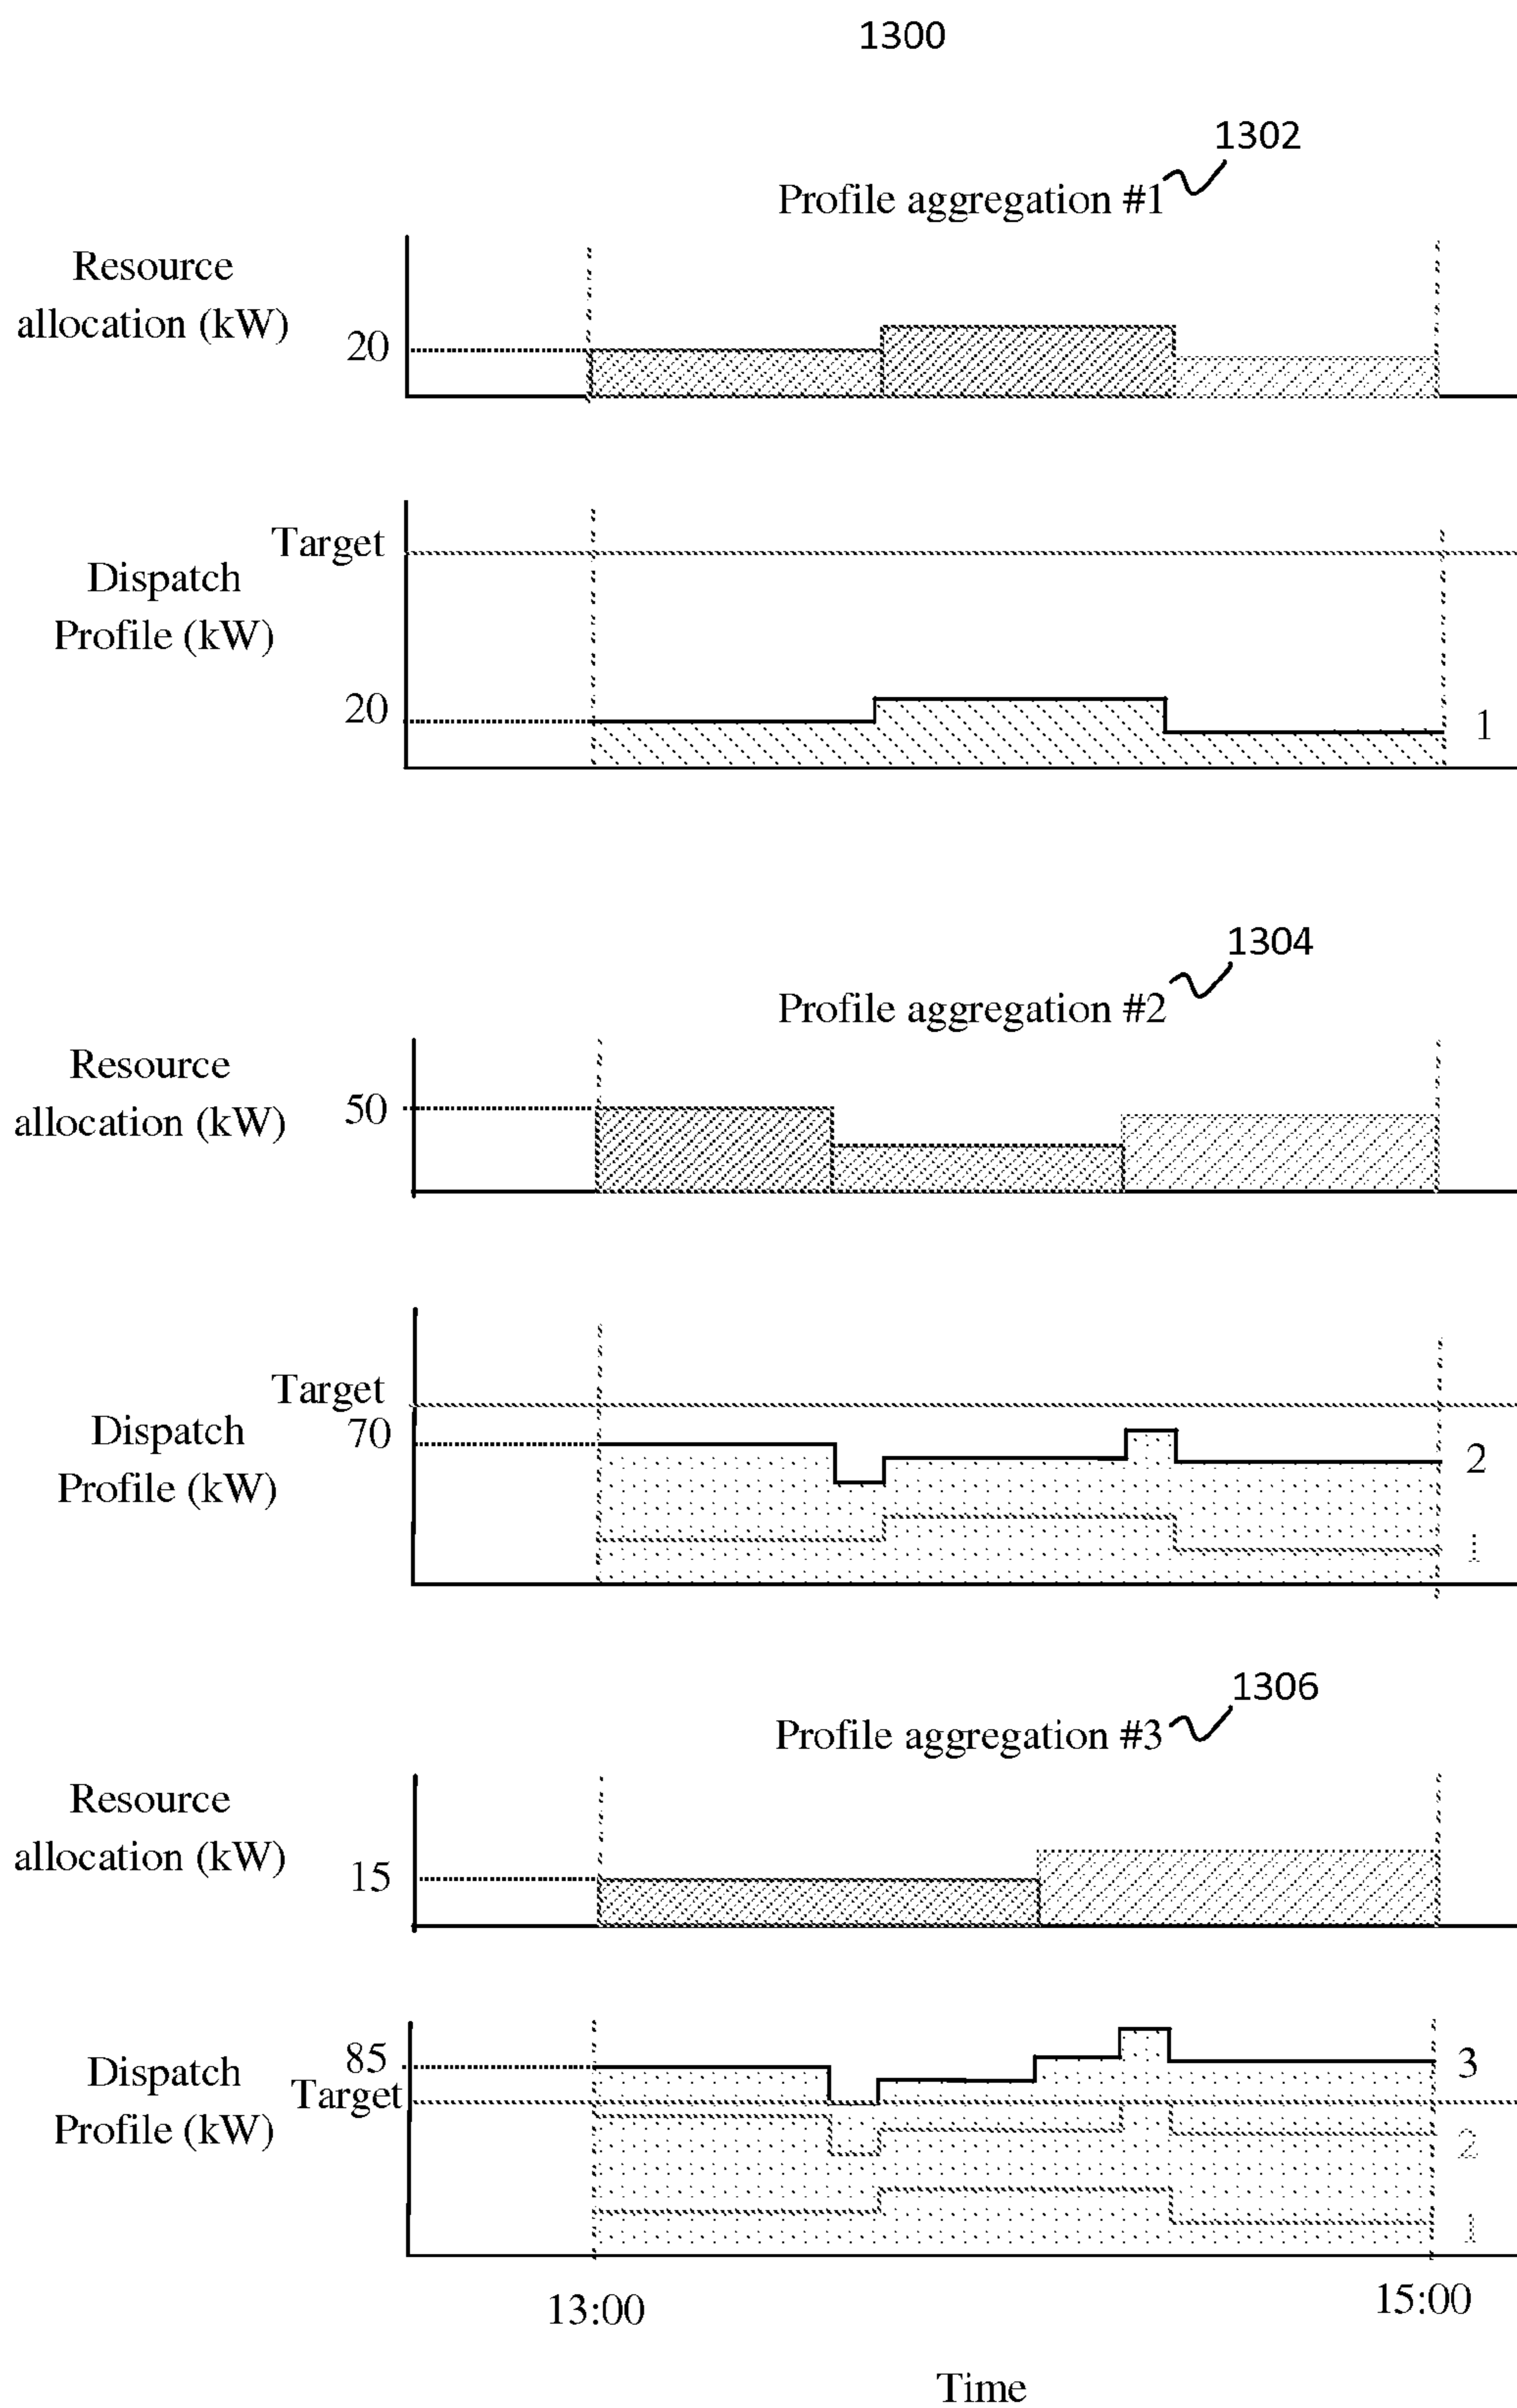 1300
1302
Profile aggregation #1
Resource
allocation (kW)
20
Target
Dispatch
Profile (kW)
20
1
1304
Profile aggregation #2
Resource
allocation (kW)
50
Target
70
Dispatch
Profile (kW)
2
1
1306
Profile aggregation #3
Resource
allocation (kW)
15
85
Target
Dispatch
Profile (kW)
3
2
1
13:00
15:00
Time